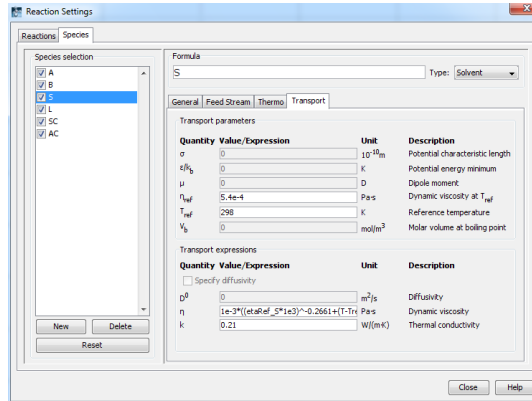 Reaction Settings
Reactions Species
Species selection
A
B
S
L
SC
AC
New Delete
Reset
Formula
S Type: Solvent
General Feed Stream Thermo Transport
Transport parameters
Quantity Value/Expression Unit Description
σ 0 10⁻¹⁰m Potential characteristic length
ε/k_b 0 K Potential energy minimum
μ 0 D Dipole moment
η_ref 5.4e-4 Pa·s Dynamic viscosity at T_ref
T_ref 298 K Reference temperature
V_b 0 mol/m³ Molar volume at boiling point
Transport expressions
Quantity Value/Expression Unit Description
Specify diffusivity
D⁰ 0 m²/s Diffusivity
η 1e-3*((etaRef_S*1e3)^-0.2661+(T-Tre Pa·s Dynamic viscosity
k 0.21 W/(m·K) Thermal conductivity
Close Help